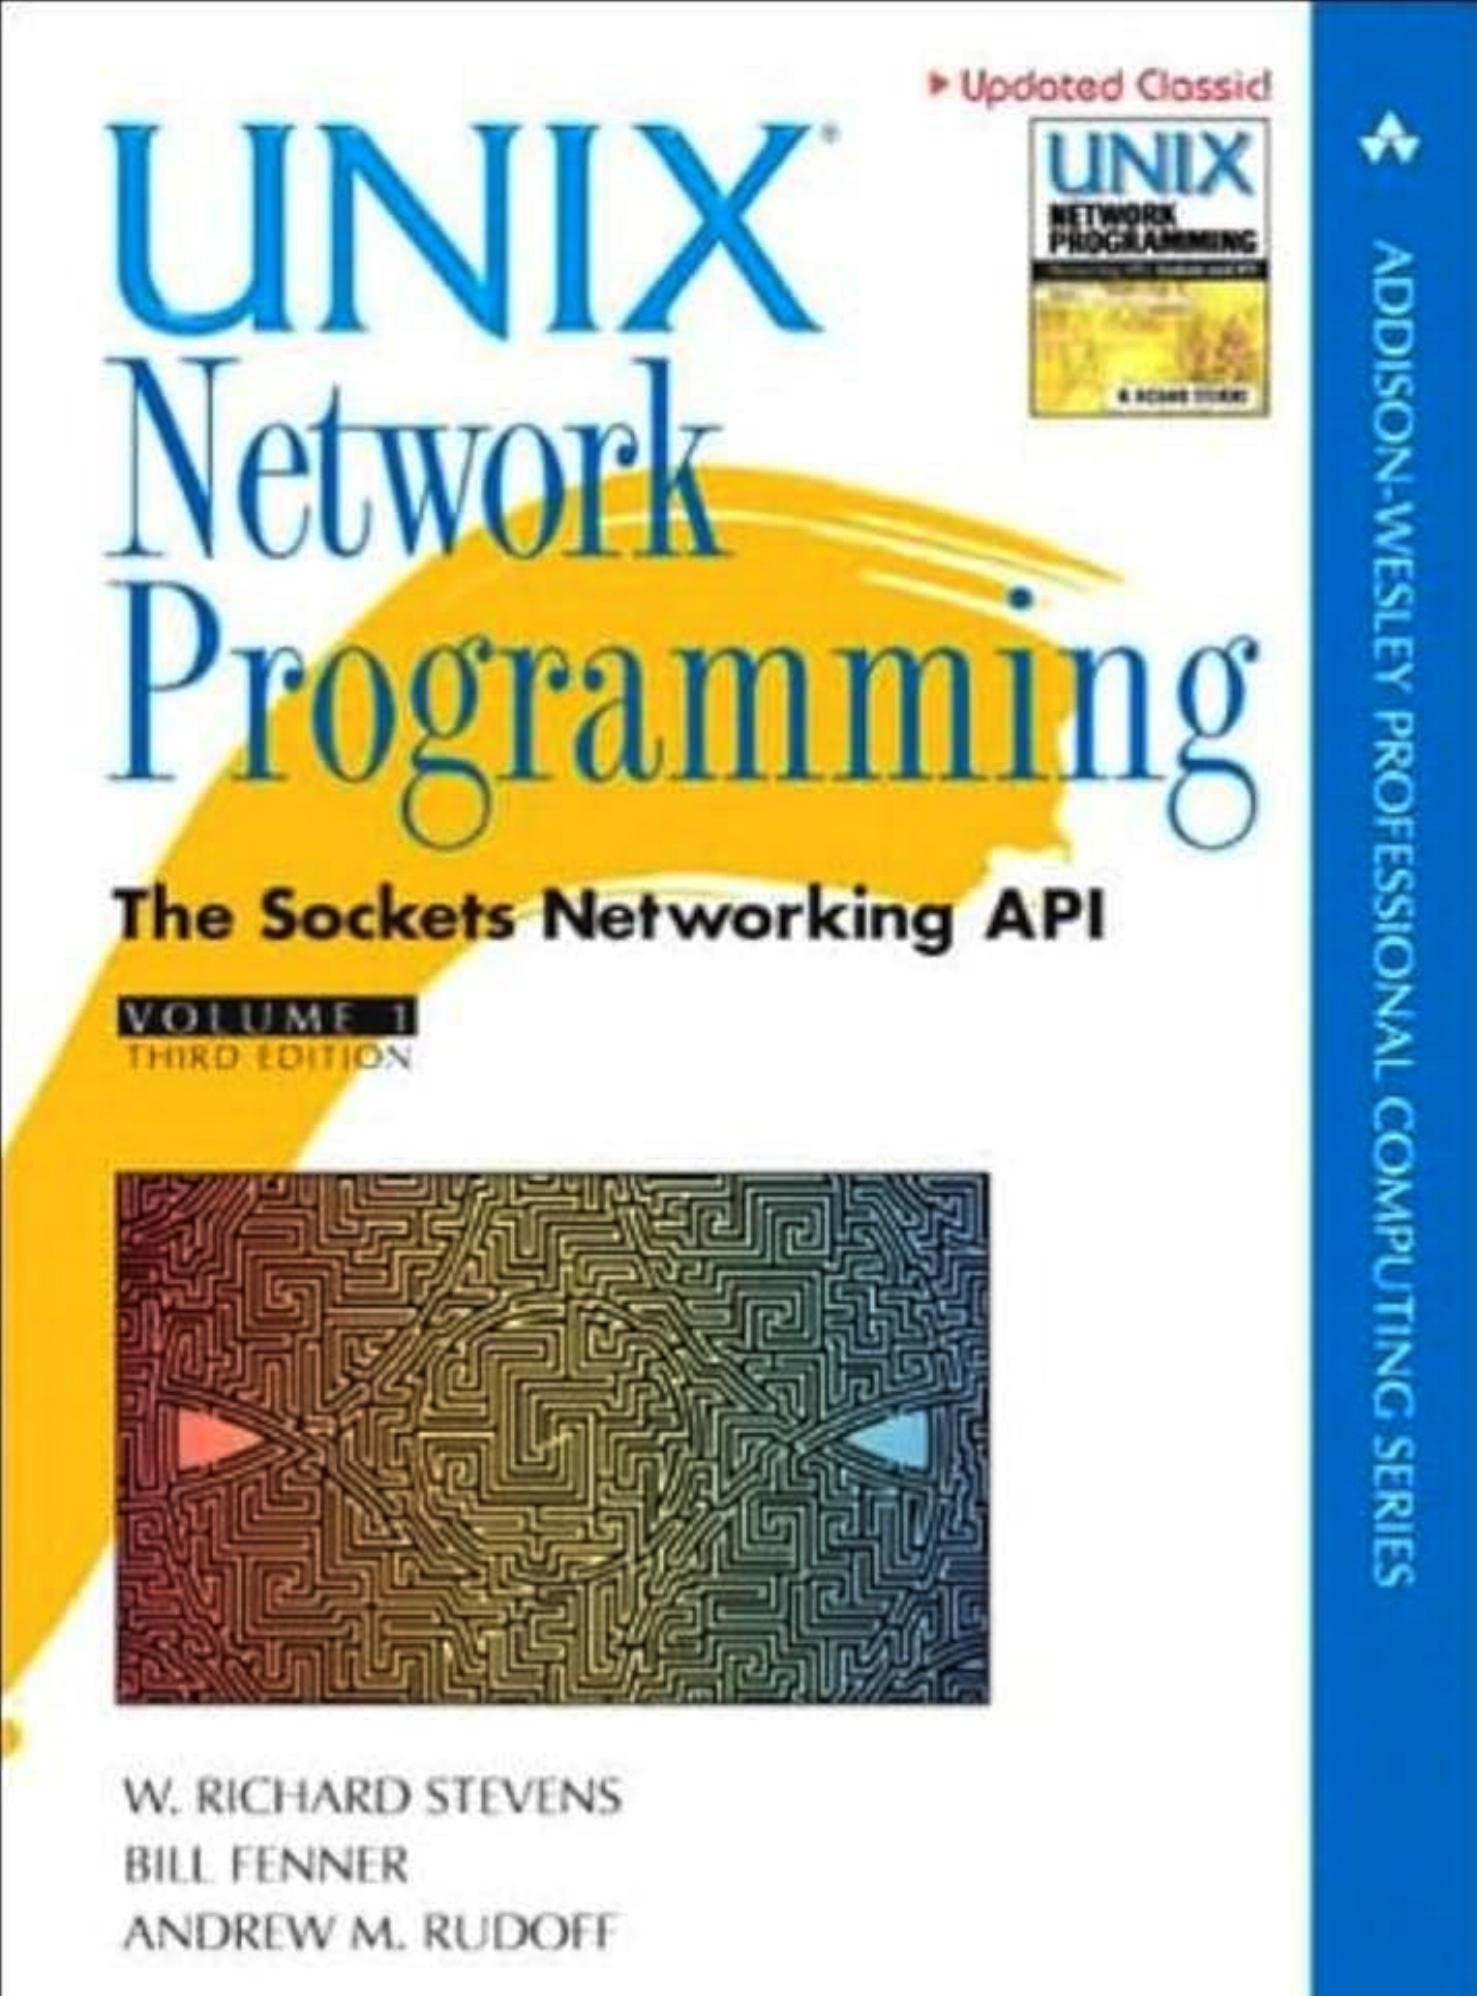 Updated Classic!
UNIX®
UNIX
NETWORK
PROGRAMMING
Network
Programming
The Sockets Networking API
VOLUME 1
THIRD EDITION
W. RICHARD STEVENS
BILL FENNER
ANDREW M. RUDOFF
ADDISON-WESLEY PROFESSIONAL COMPUTING SERIES